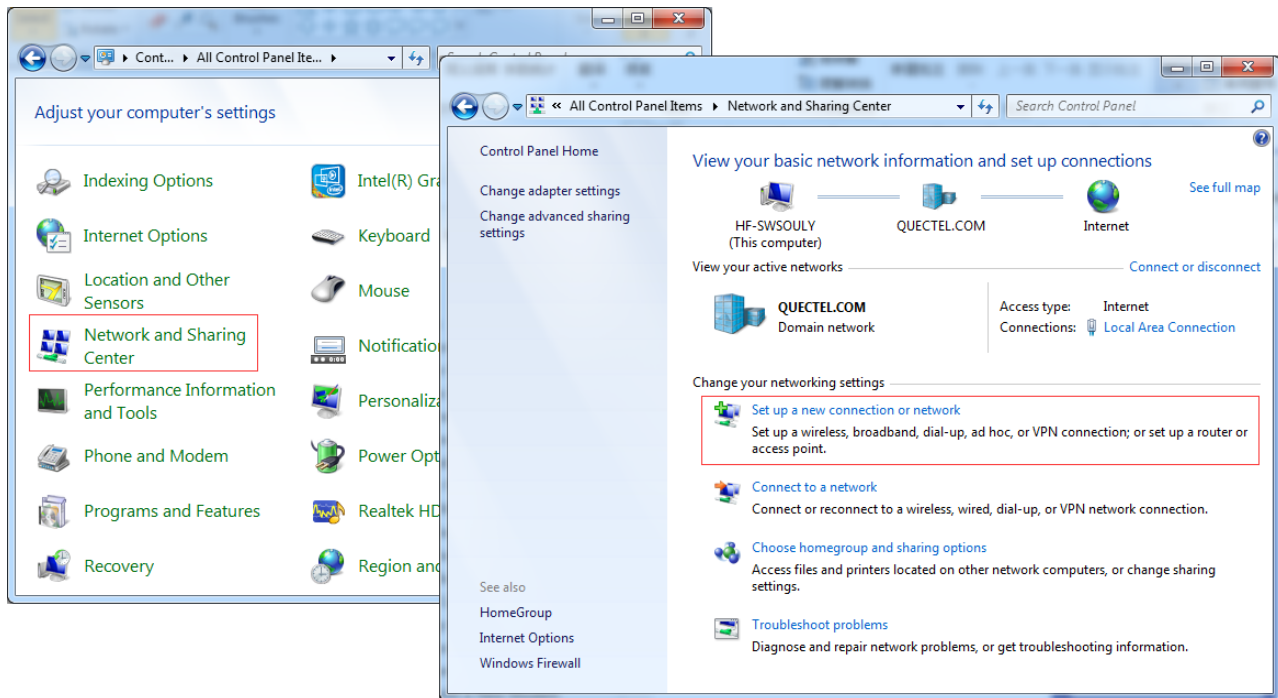 Cont... ▸ All Control Panel Ite... ▸
Adjust your computer's settings
Indexing Options
Intel(R) Gra
Internet Options
Keyboard
Location and Other
Sensors
Mouse
Network and Sharing
Center
Notification
Performance Information
and Tools
Personaliza
Phone and Modem
Power Opt
Programs and Features
Realtek HD
Recovery
Region and
« All Control Panel Items ▸ Network and Sharing Center
Search Control Panel
Control Panel Home
Change adapter settings
Change advanced sharing
settings
See also
HomeGroup
Internet Options
Windows Firewall
View your basic network information and set up connections
See full map
HF-SWSOULY
(This computer)
QUECTEL.COM
Internet
View your active networks
Connect or disconnect
QUECTEL.COM
Domain network
Access type: Internet
Connections: Local Area Connection
Change your networking settings
Set up a new connection or network
Set up a wireless, broadband, dial-up, ad hoc, or VPN connection; or set up a router or
access point.
Connect to a network
Connect or reconnect to a wireless, wired, dial-up, or VPN network connection.
Choose homegroup and sharing options
Access files and printers located on other network computers, or change sharing
settings.
Troubleshoot problems
Diagnose and repair network problems, or get troubleshooting information.